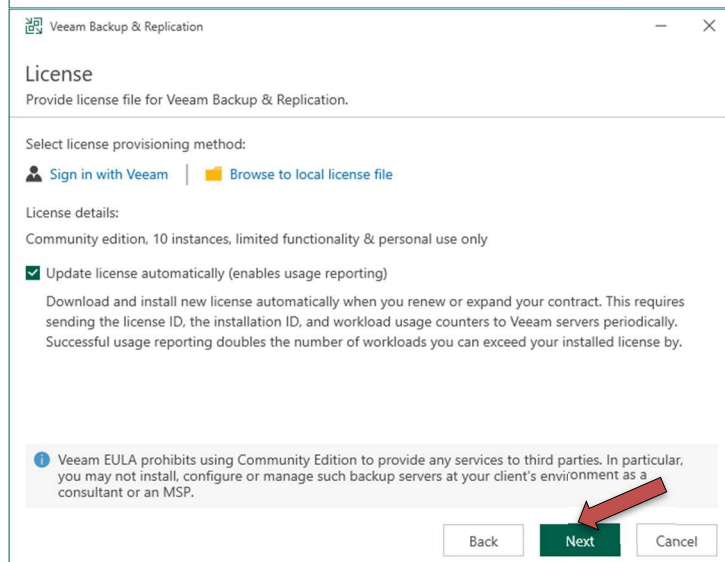 Veeam Backup & Replication
License
Provide license file for Veeam Backup & Replication.
Select license provisioning method:
Sign in with Veeam Browse to local license file
License details:
Community edition, 10 instances, limited functionality & personal use only
Update license automatically (enables usage reporting)
Download and install new license automatically when you renew or expand your contract. This requires
sending the license ID, the installation ID, and workload usage counters to Veeam servers periodically.
Successful usage reporting doubles the number of workloads you can exceed your installed license by.
Veeam EULA prohibits using Community Edition to provide any services to third parties. In particular,
you may not install, configure or manage such backup servers at your client's environment as a
consultant or an MSP.
Back Next Cancel